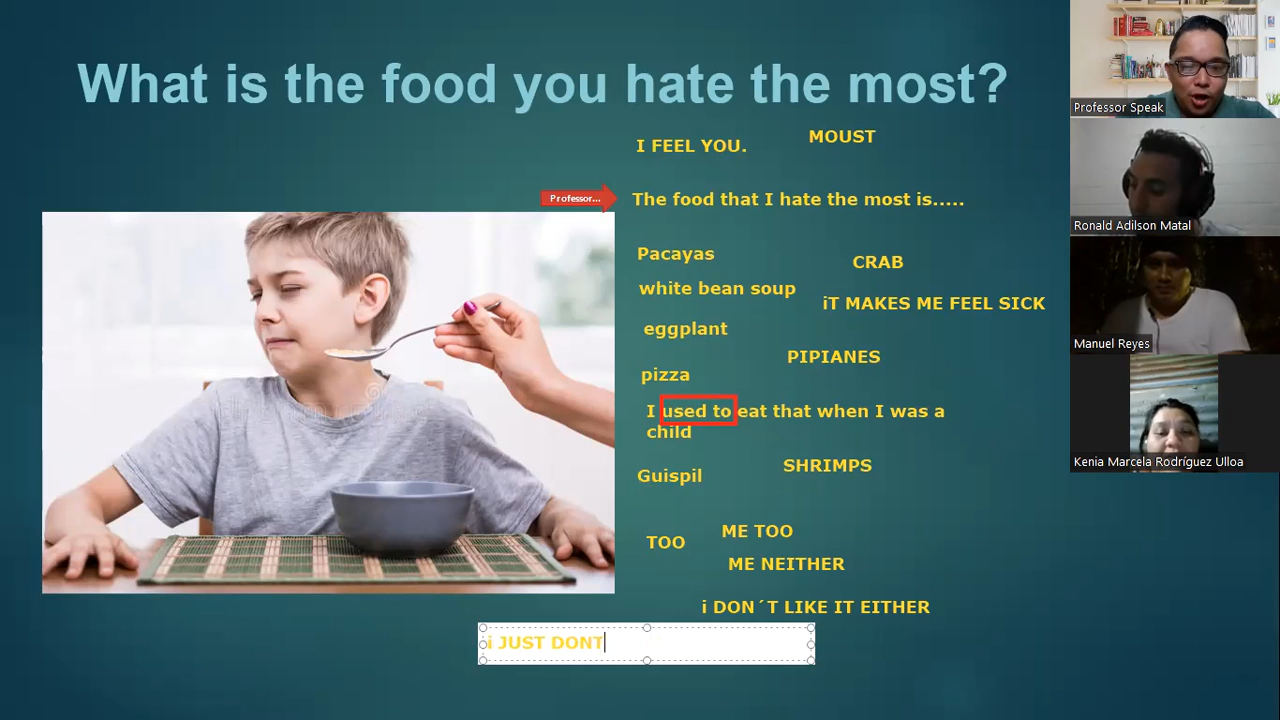 What is the food you hate the most?
I FEEL YOU.
MOUST
Professor...
The food that I hate the most is.....
Pacayas
CRAB
white bean soup
iT MAKES ME FEEL SICK
eggplant
PIPIANES
pizza
I used to eat that when I was a
child
SHRIMPS
Guispil
ME TOO
TOO
ME NEITHER
i DON´T LIKE IT EITHER
i JUST DONT
Professor Speak
Ronald Adilson Matal
Manuel Reyes
Kenia Marcela Rodríguez Ulloa